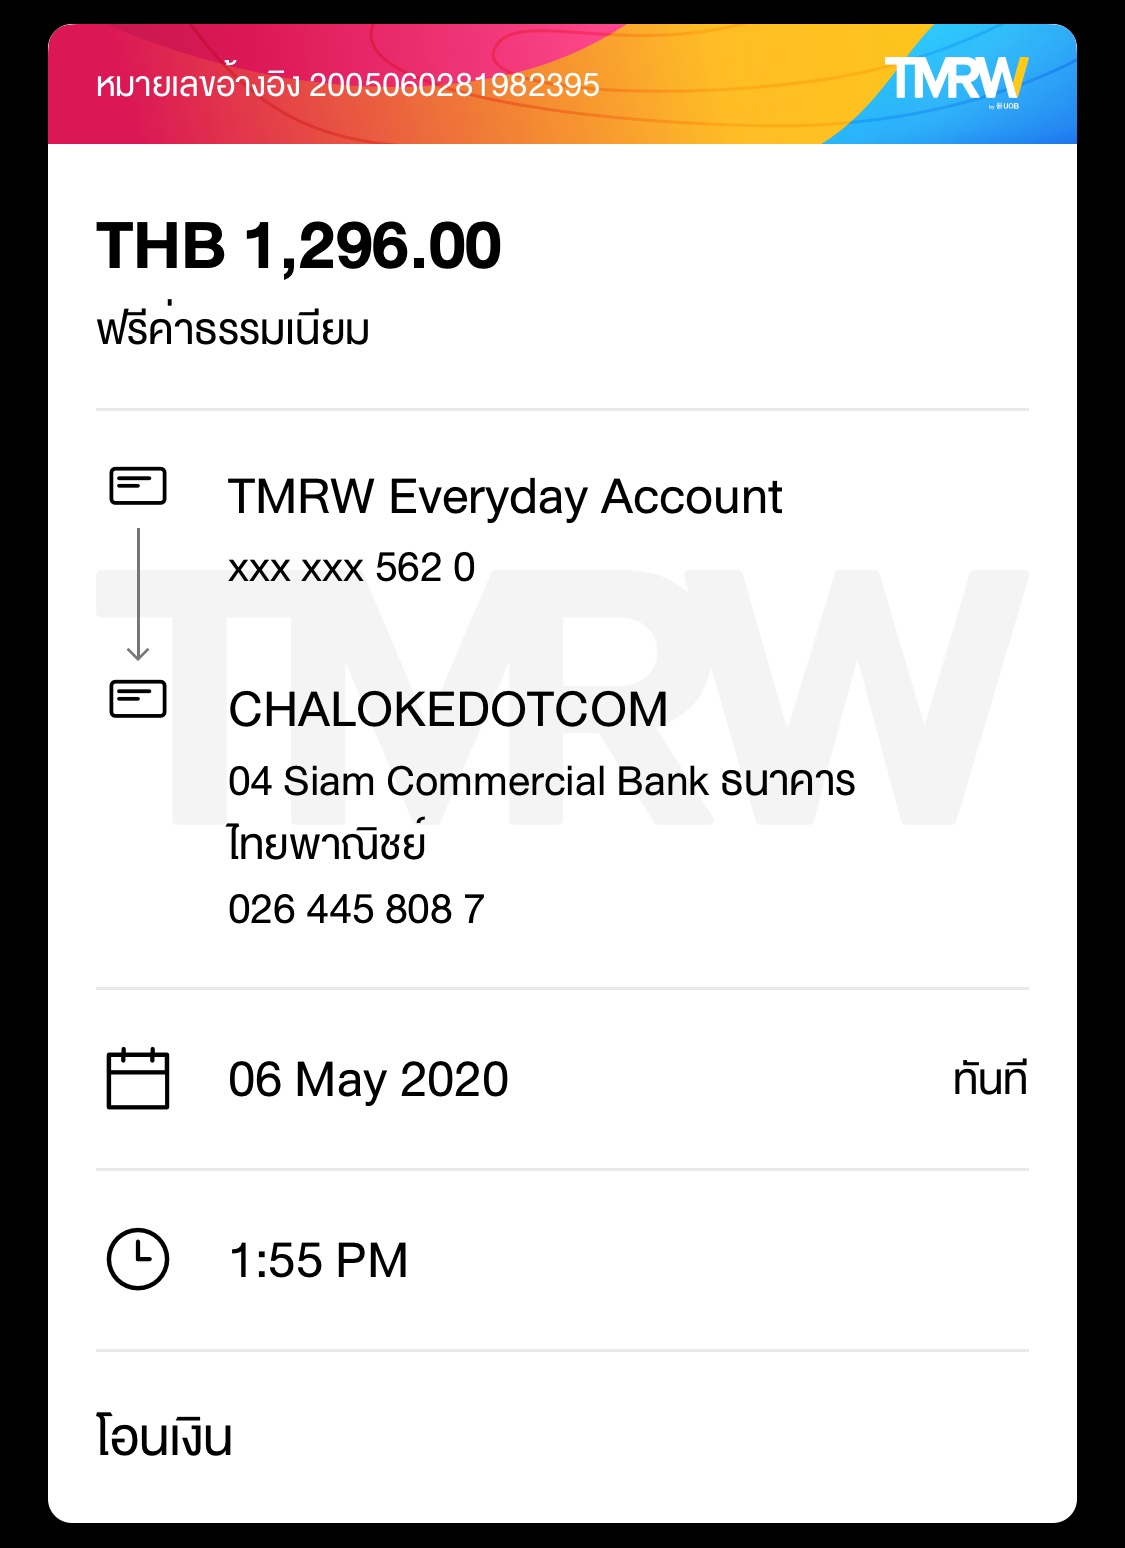 หมายเลขอ้างอิง 2005060281982395
TMRW
by UOB
THB 1,296.00
ฟรีค่าธรรมเนียม
TMRW Everyday Account
xxx xxx 562 0
TMRW
CHALOKEDOTCOM
04 Siam Commercial Bank ธนาคาร
ไทยพาณิชย์
026 445 808 7
06 May 2020
ทันที
1:55 PM
โอนเงิน